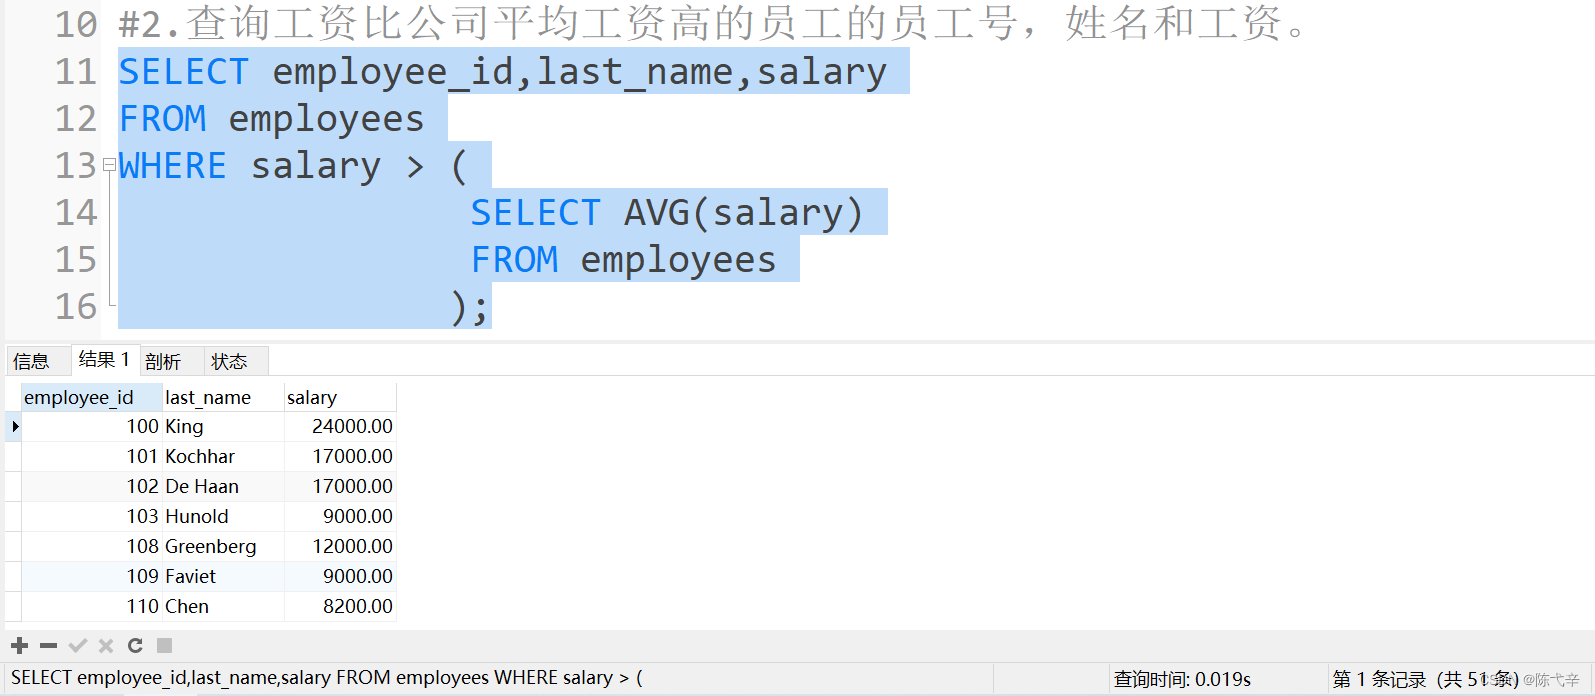 10 #2.查询工资比公司平均工资高的员工的员工号，姓名和工资。
11 SELECT employee_id,last_name,salary
12 FROM employees
13 WHERE salary > (
14 SELECT AVG(salary)
15 FROM employees
16 );
信息 结果 1 剖析 状态
employee_id last_name salary
100 King 24000.00
101 Kochhar 17000.00
102 De Haan 17000.00
103 Hunold 9000.00
108 Greenberg 12000.00
109 Faviet 9000.00
110 Chen 8200.00
SELECT employee_id,last_name,salary FROM employees WHERE salary > ( 查询时间: 0.019s 第 1 条记录（共 51 条）
CSDN @陈弋辛